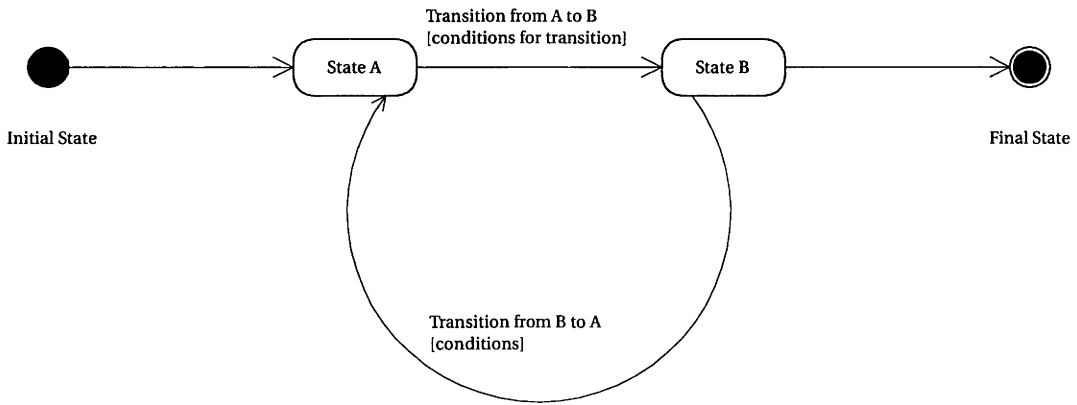 Transition from A to B
[conditions for transition]
State A
State B
Initial State
Final State
Transition from B to A
[conditions]